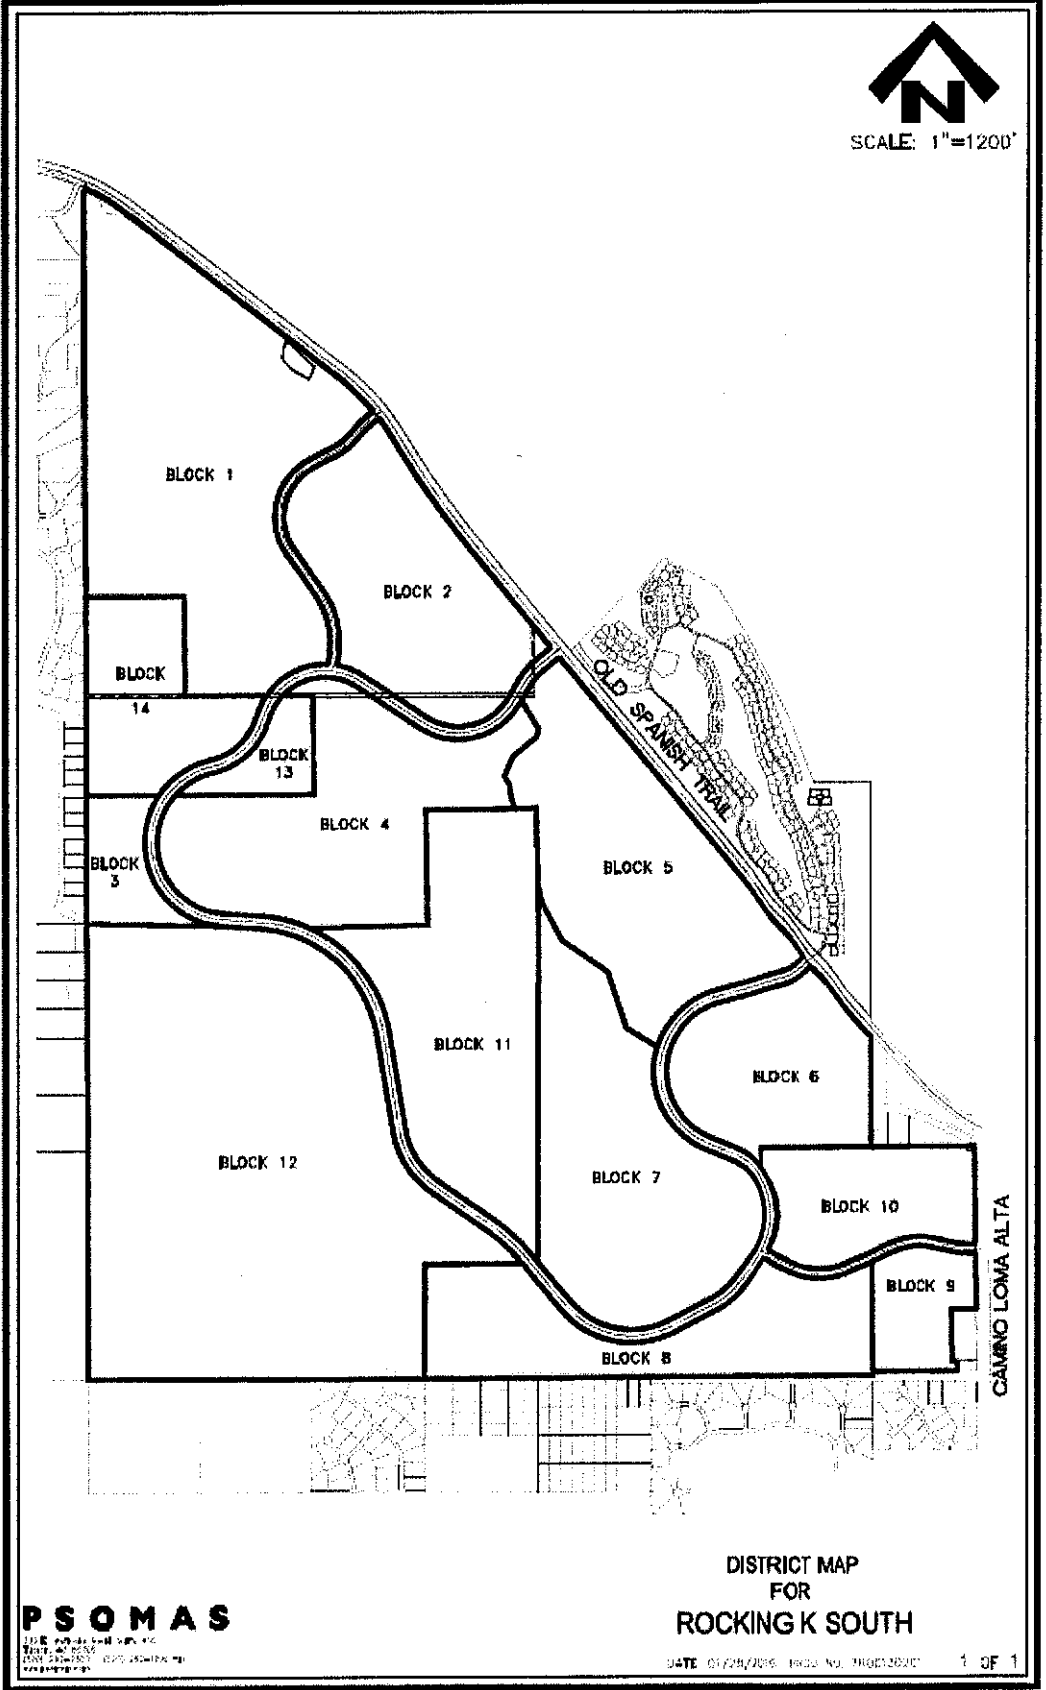 N
SCALE: 1"=1200'
BLOCK 1
BLOCK 2
BLOCK
14
BLOCK
13
OLD SPANISH TRAIL
BLOCK 4
BLOCK
3
BLOCK 5
BLOCK 11
BLOCK 6
BLOCK 12
BLOCK 7
BLOCK 10
BLOCK 9
CAMINO LOMA ALTA
BLOCK 8
DISTRICT MAP
FOR
ROCKING K SOUTH
PSOMAS
DATE
1 OF 1